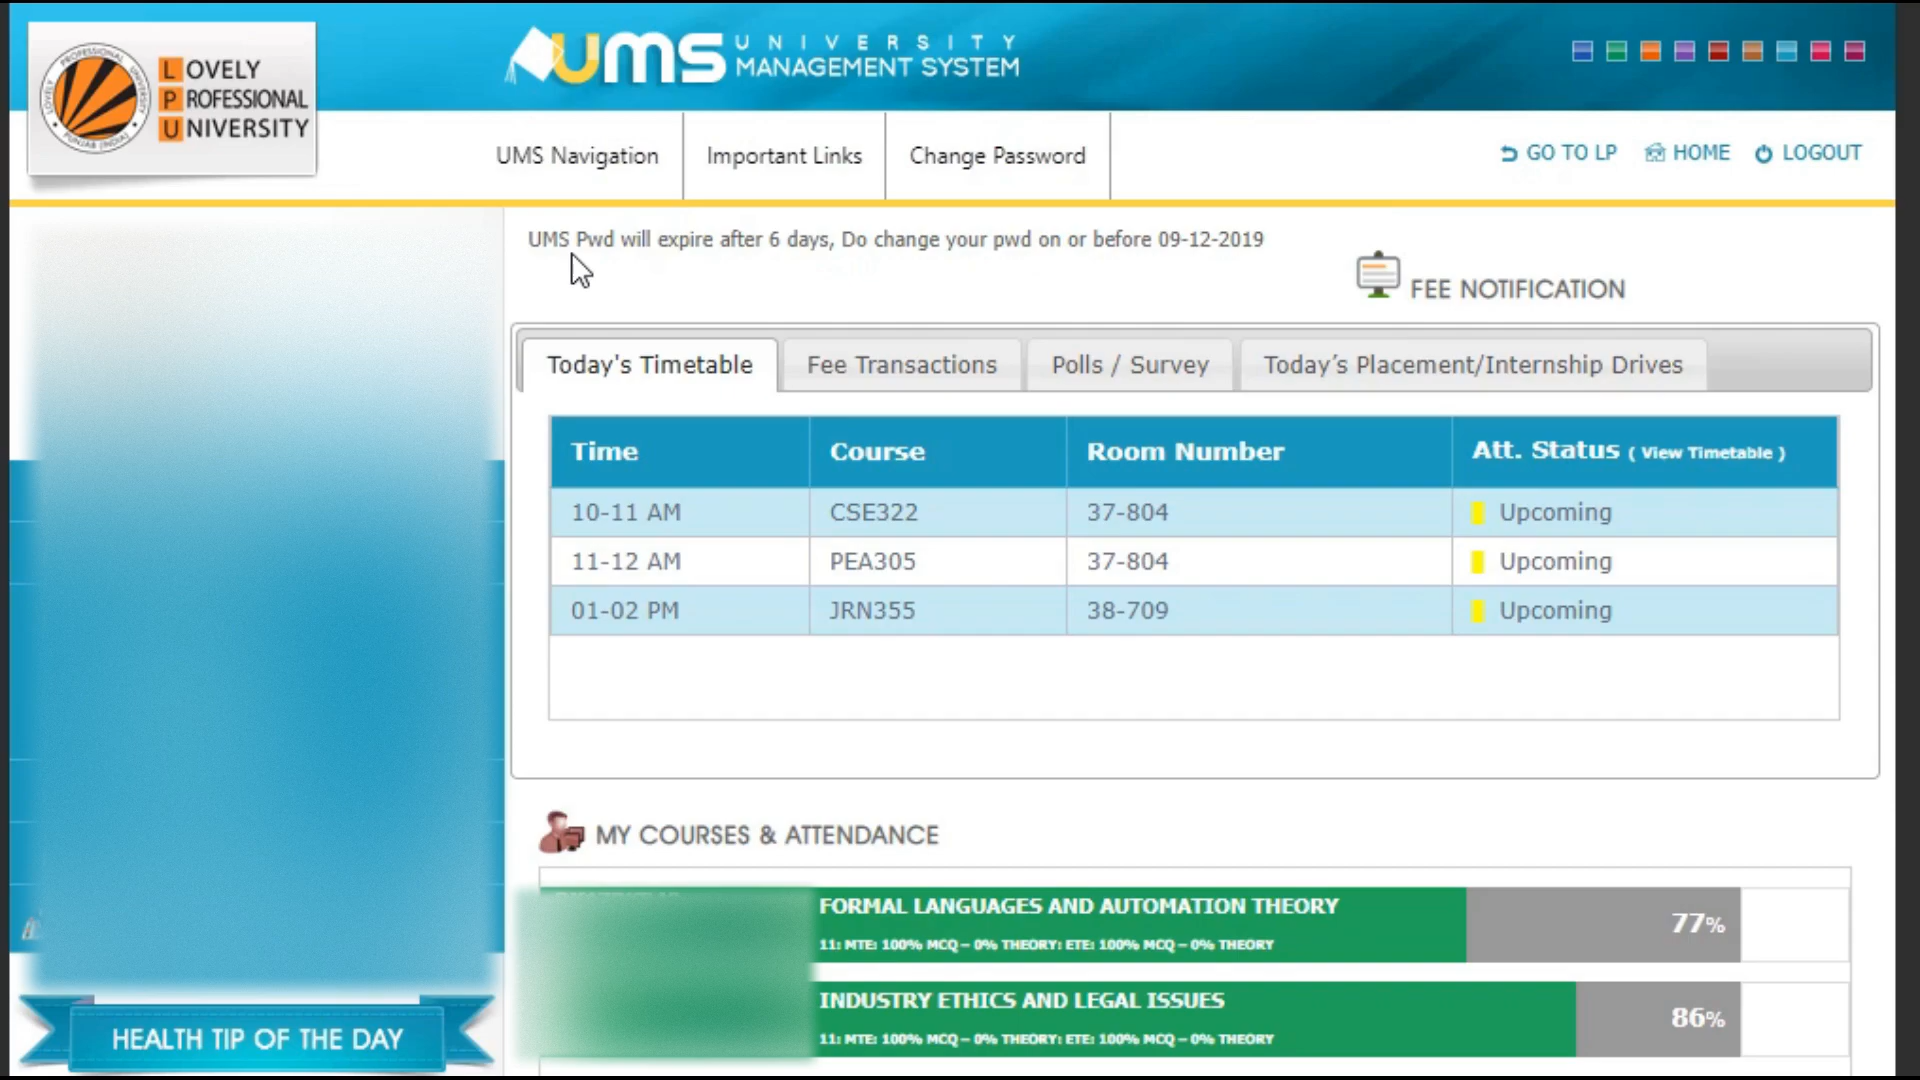 LOVELY
PROFESSIONAL
UNIVERSITY
UMS UNIVERSITY
MANAGEMENT SYSTEM
UMS Navigation
Important Links
Change Password
GO TO LP
HOME
LOGOUT
UMS Pwd will expire after 6 days, Do change your pwd on or before 09-12-2019
FEE NOTIFICATION
Today's Timetable
Fee Transactions
Polls / Survey
Today’s Placement/Internship Drives
Time Course Room Number Att. Status ( View Timetable )
10-11 AM CSE322 37-804 Upcoming
11-12 AM PEA305 37-804 Upcoming
01-02 PM JRN355 38-709 Upcoming
MY COURSES & ATTENDANCE
FORMAL LANGUAGES AND AUTOMATION THEORY
77%
11: MTE: 100% MCQ – 0% THEORY: ETE: 100% MCQ – 0% THEORY
INDUSTRY ETHICS AND LEGAL ISSUES
86%
11: MTE: 100% MCQ – 0% THEORY: ETE: 100% MCQ – 0% THEORY
HEALTH TIP OF THE DAY